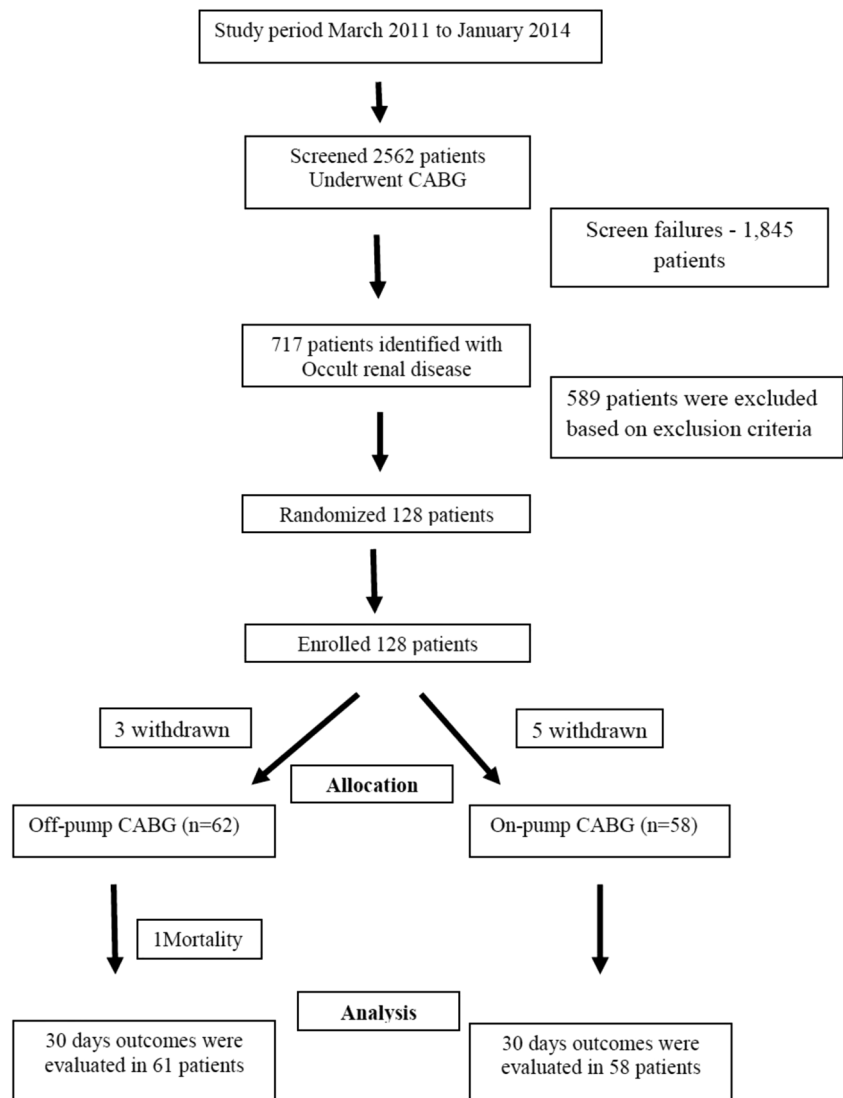 Study period March 2011 to January 2014
Screened 2562 patients
Underwent CABG
Screen failures - 1,845
patients
717 patients identified with
Occult renal disease
589 patients were excluded
based on exclusion criteria
Randomized 128 patients
Enrolled 128 patients
3 withdrawn
5 withdrawn
Allocation
Off-pump CABG (n=62)
On-pump CABG (n=58)
1Mortality
Analysis
30 days outcomes were
evaluated in 61 patients
30 days outcomes were
evaluated in 58 patients